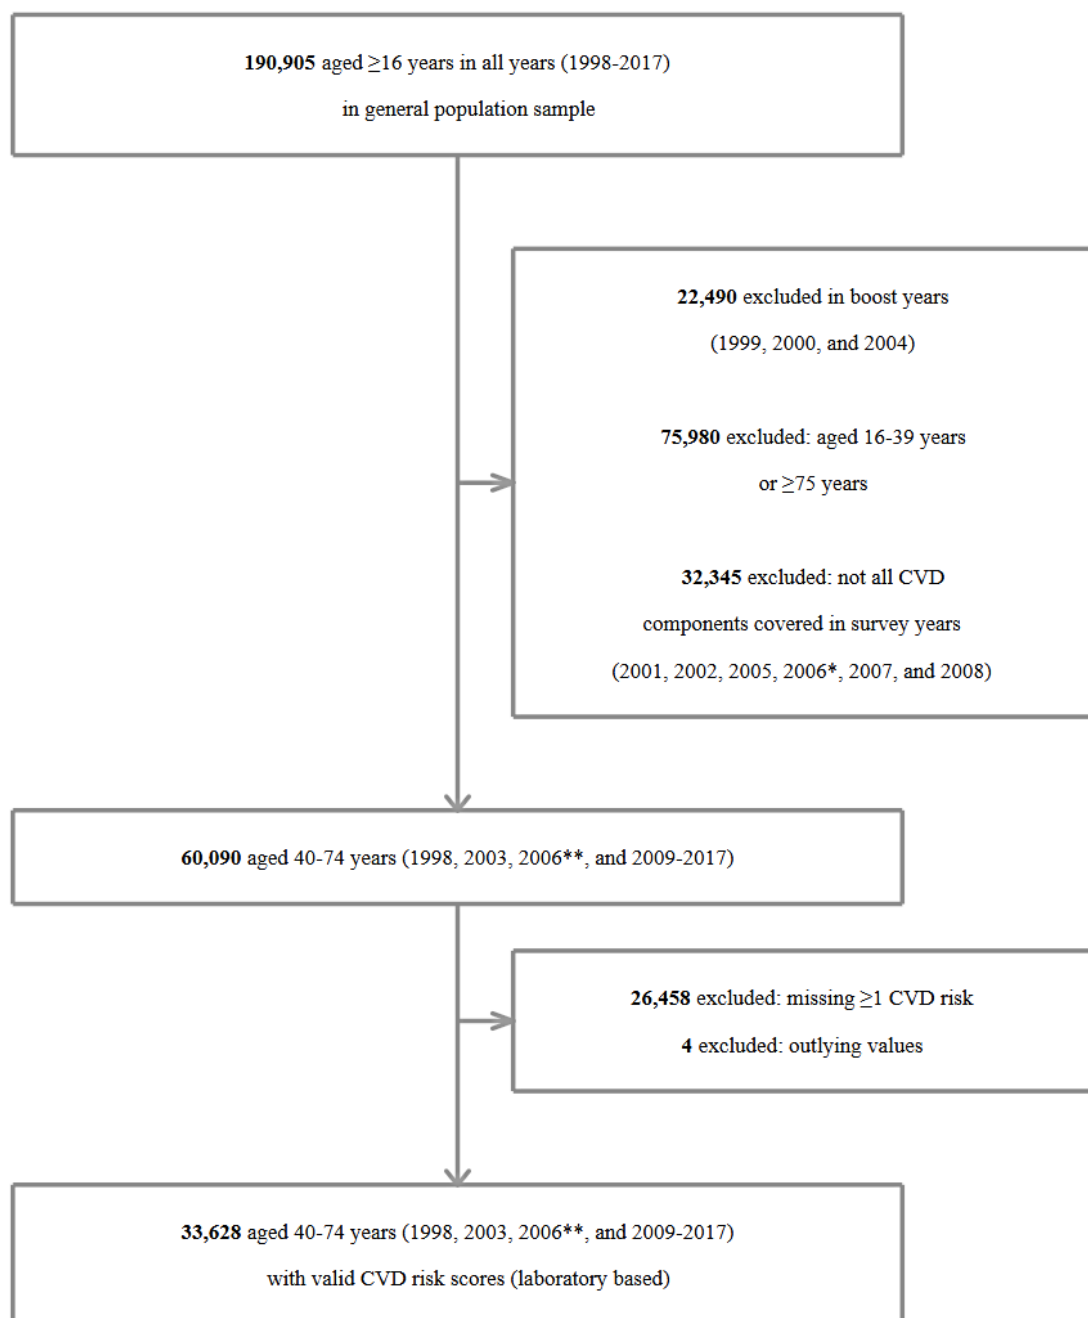 190,905 aged ≥16 years in all years (1998-2017)
in general population sample
22,490 excluded in boost years
(1999, 2000, and 2004)
75,980 excluded: aged 16-39 years
or ≥75 years
32,345 excluded: not all CVD
components covered in survey years
(2001, 2002, 2005, 2006*, 2007, and 2008)
60,090 aged 40-74 years (1998, 2003, 2006**, and 2009-2017)
26,458 excluded: missing ≥1 CVD risk
4 excluded: outlying values
33,628 aged 40-74 years (1998, 2003, 2006**, and 2009-2017)
with valid CVD risk scores (laboratory based)